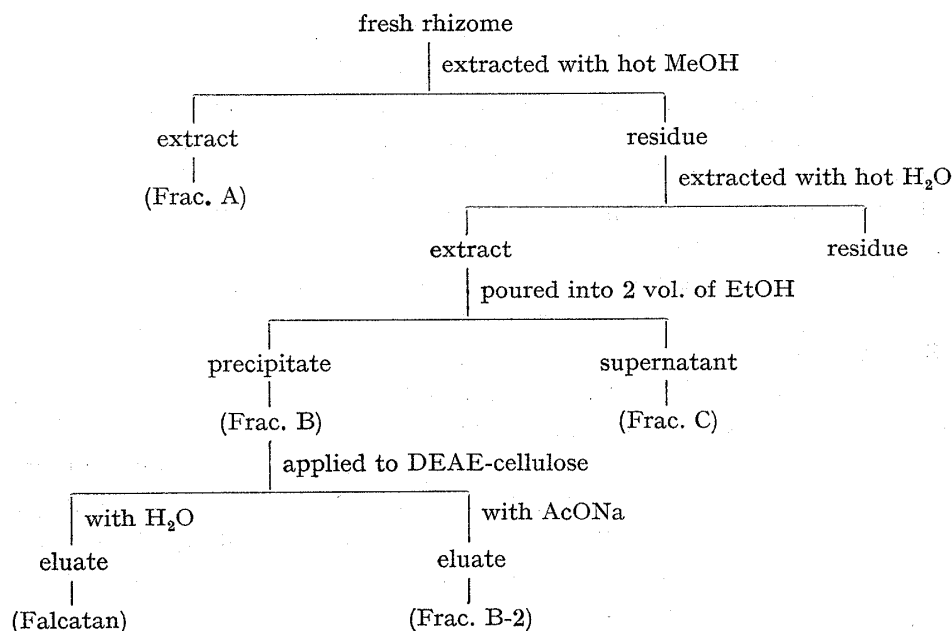 fresh rhizome
extracted with hot MeOH
extract residue
(Frac. A) extracted with hot H₂O
extract residue
poured into 2 vol. of EtOH
precipitate supernatant
(Frac. B) (Frac. C)
applied to DEAE-cellulose
with H₂O with AcONa
eluate eluate
(Falcatan) (Frac. B-2)